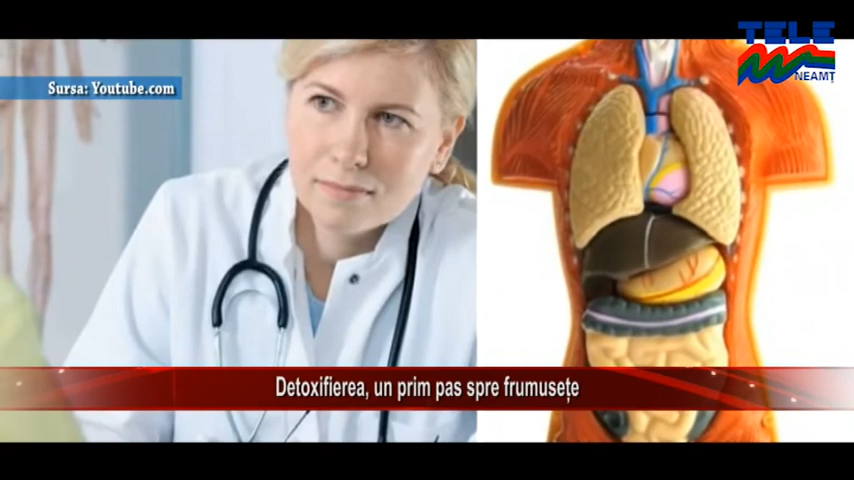 TELE
NEAMȚ
Sursa: Youtube.com
Detoxifierea, un prim pas spre frumusețe